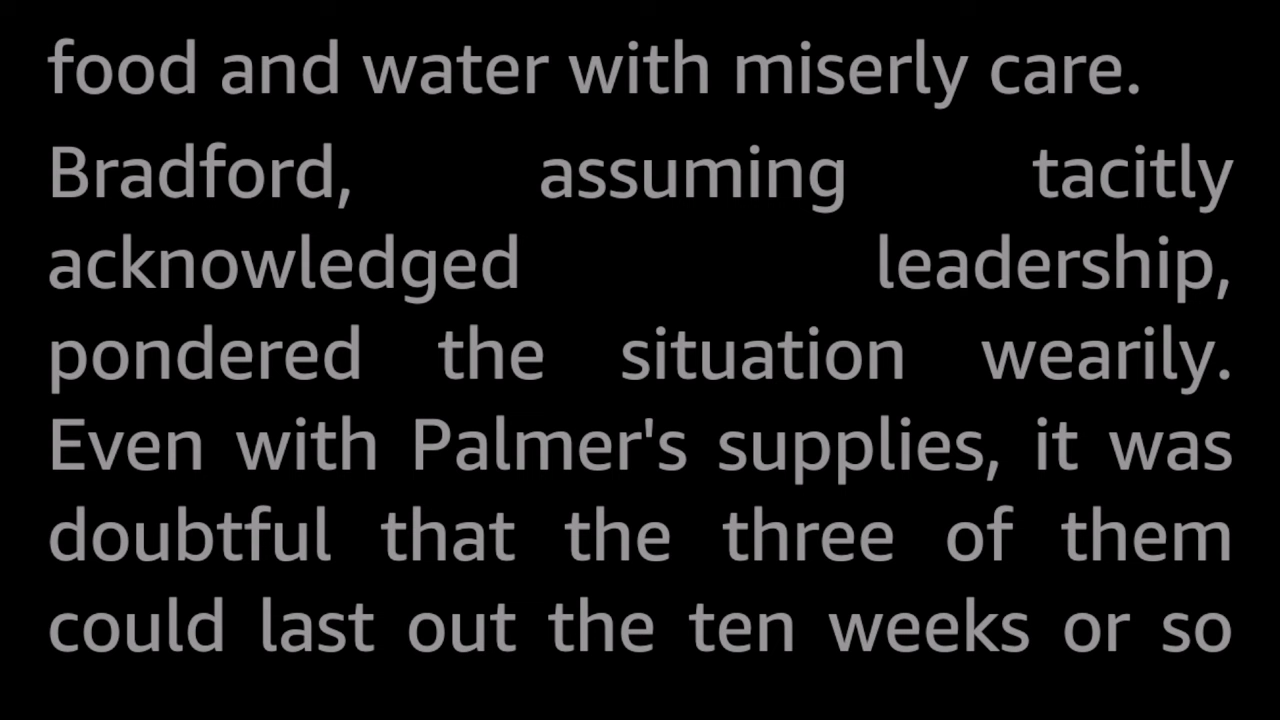 food and water with miserly care.
Bradford, assuming tacitly
acknowledged leadership,
pondered the situation wearily.
Even with Palmer's supplies, it was
doubtful that the three of them
could last out the ten weeks or so